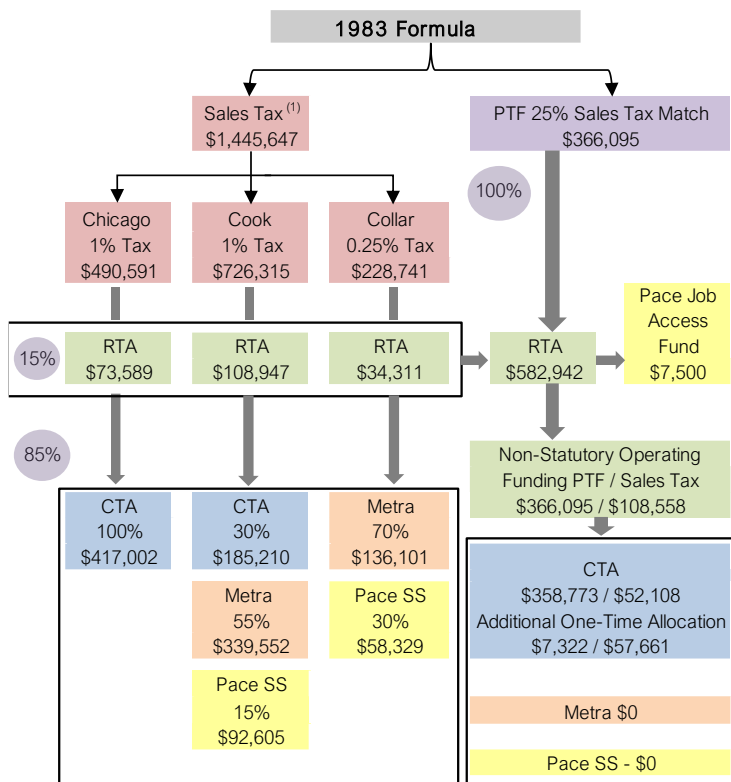 1983 Formula
Sales Tax (1)
$1,445,647
PTF 25% Sales Tax Match
$366,095
100%
Chicago
1% Tax
$490,591
Cook
1% Tax
$726,315
Collar
0.25% Tax
$228,741
Pace Job
Access
Fund
$7,500
15%
RTA
$73,589
RTA
$108,947
RTA
$34,311
RTA
$582,942
85%
Non-Statutory Operating
Funding PTF / Sales Tax
$366,095 / $108,558
CTA
100%
$417,002
CTA
30%
$185,210
Metra
70%
$136,101
Metra
55%
$339,552
Pace SS
30%
$58,329
Pace SS
15%
$92,605
CTA
$358,773 / $52,108
Additional One-Time Allocation
$7,322 / $57,661
Metra $0
Pace SS - $0